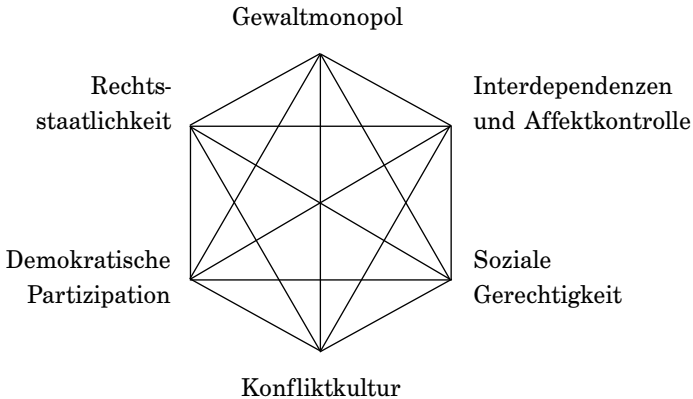 Gewaltmonopol
Rechts-
staatlichkeit
Interdependenzen
und Affektkontrolle
Demokratische
Partizipation
Soziale
Gerechtigkeit
Konfliktkultur